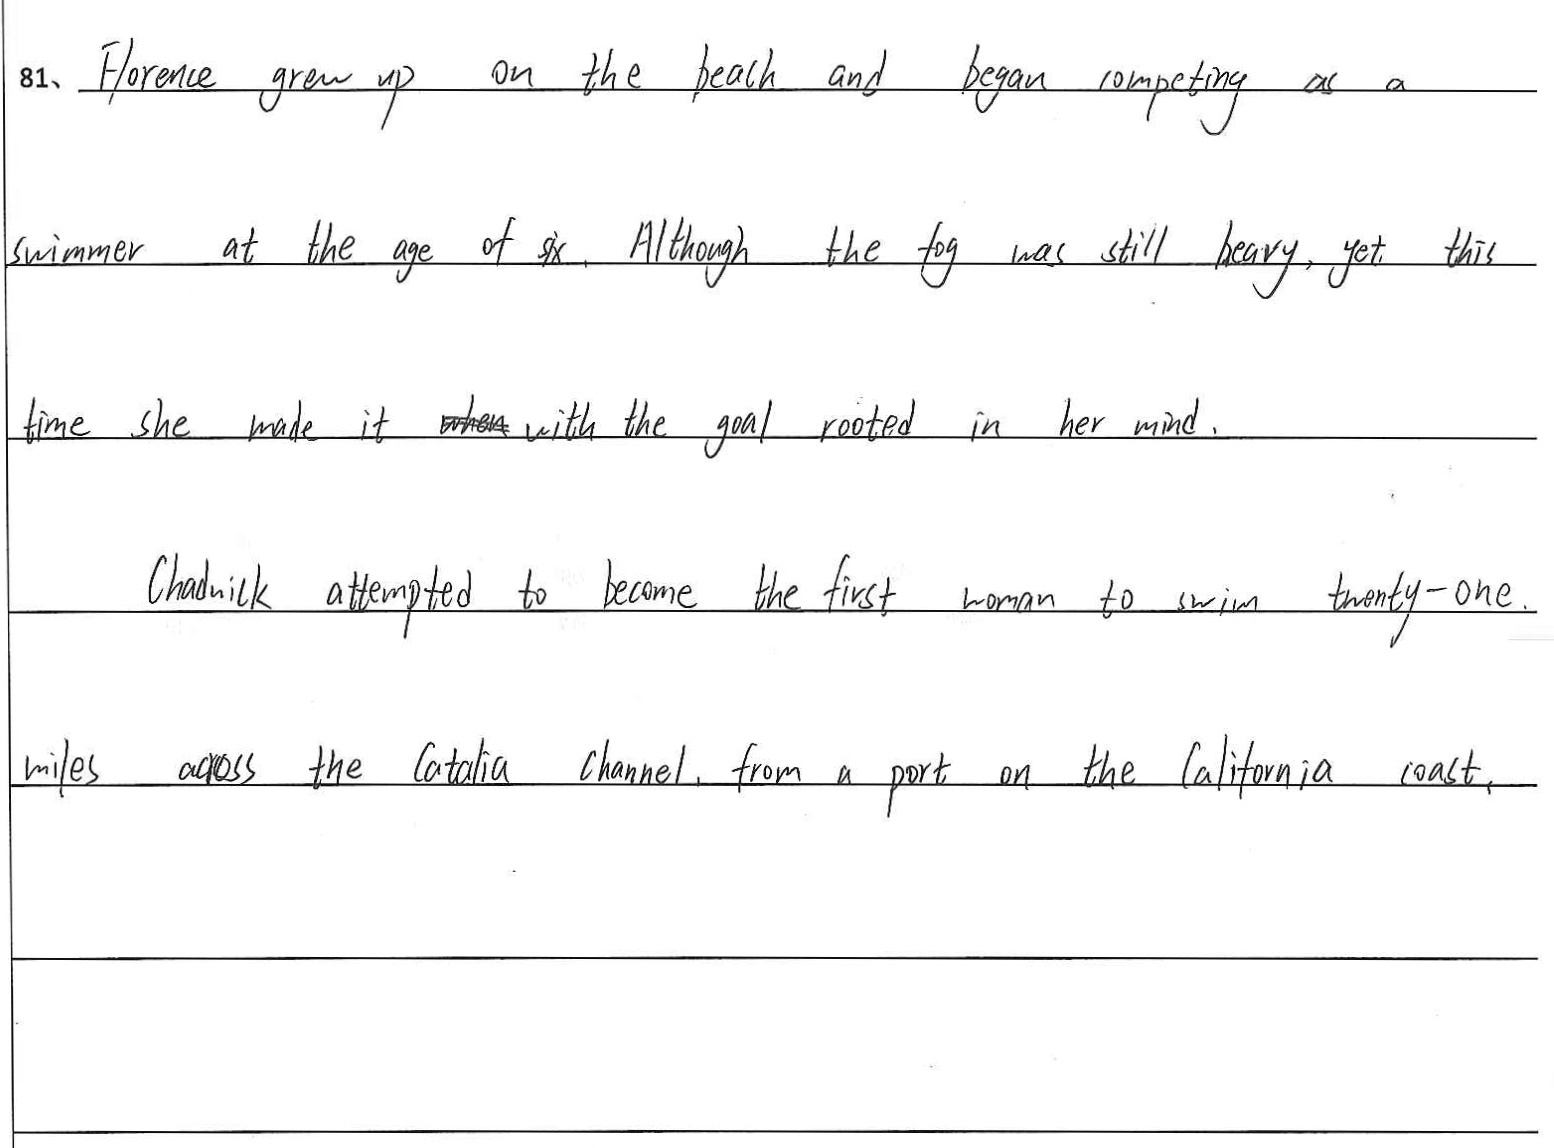 81、Florence grew up on the beach and began competing as a
swimmer at the age of six. Although the fog was still heavy, yet this
time she made it when with the goal rooted in her mind.
Chadwick attempted to become the first woman to swim twenty-one.
miles across the Catalia Channel, from a port on the California coast,